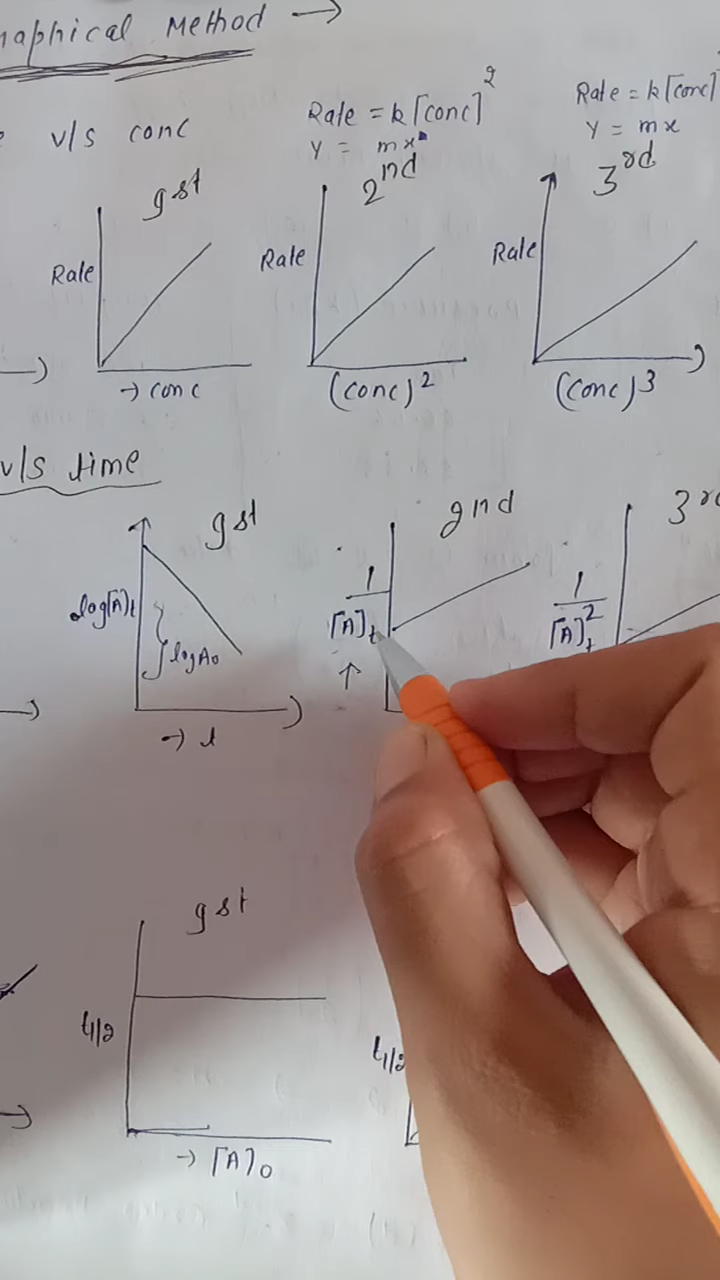 aphical Method →
v/s conc
Rate = k[conc]²
Y = mx
Rate = k[conc]
Y = mx
1st
2nd
3rd
Rate
Rate
Rate
→ conc
(conc)²
(conc)³
v/s time
1st
2nd
3r
log[A]t
log A0
1/[A]t
↑
1/[A]t²
→ t
1st
t1/2
t1/2
→ [A]0